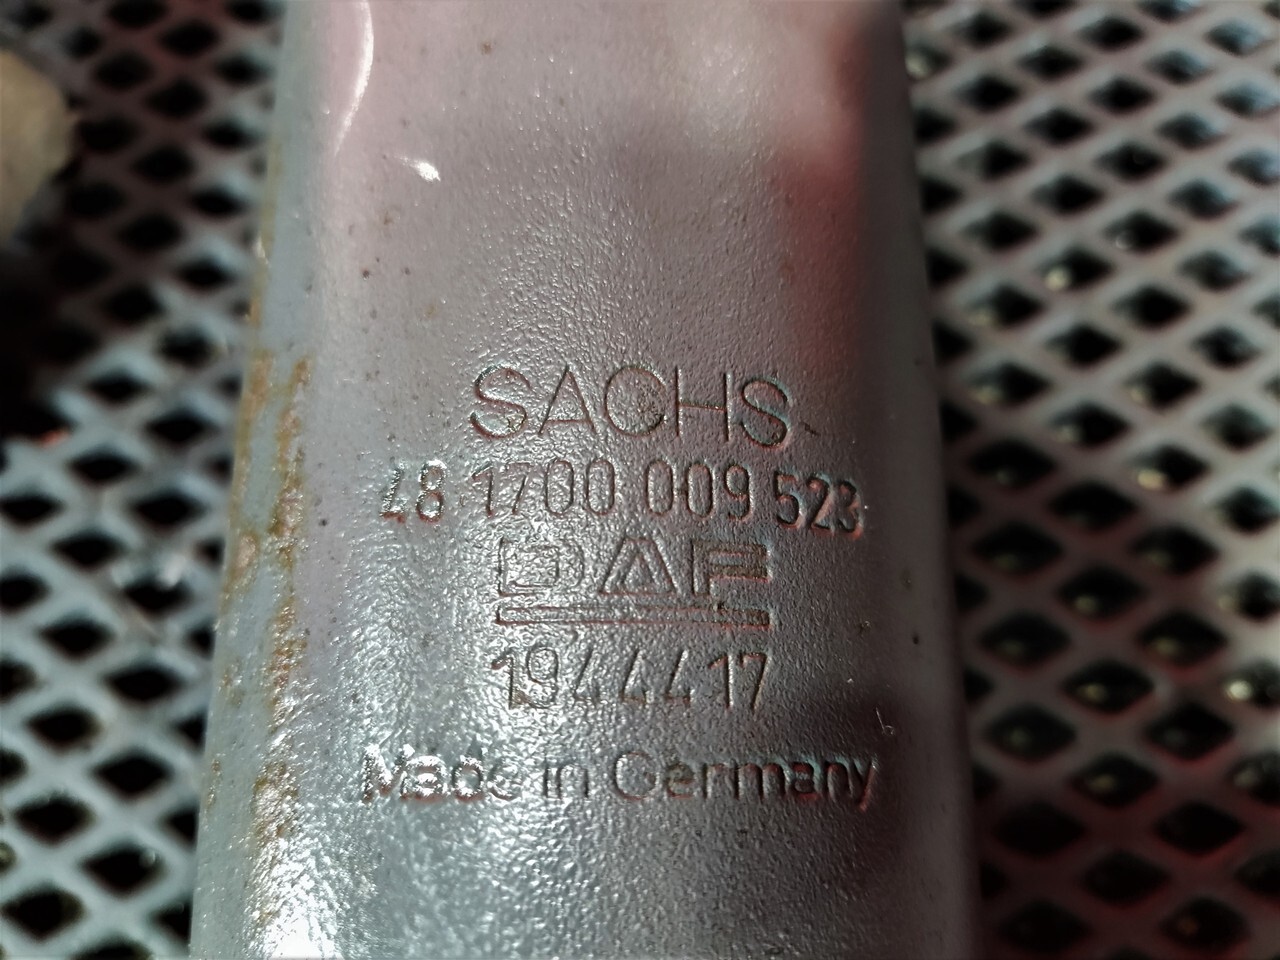 SACHS
48 1700 009 523
DAF
1944417
Made in Germany